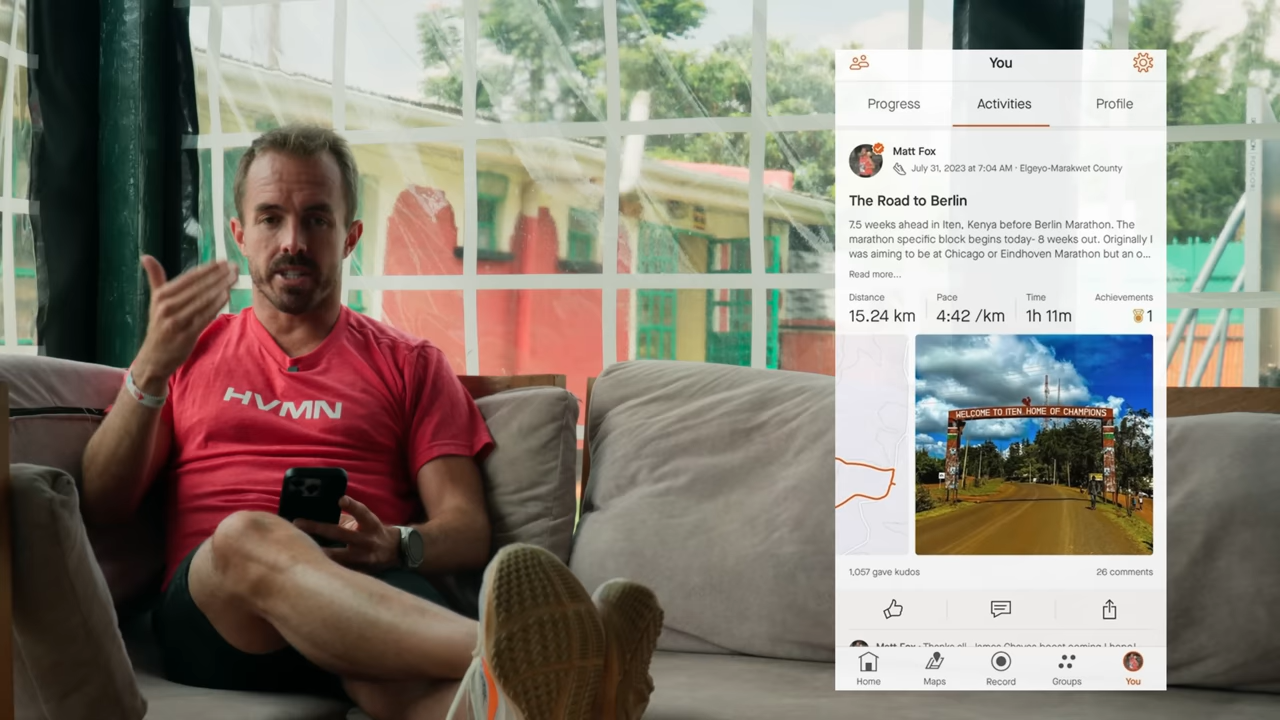 HVMN
You
Progress
Activities
Profile
Matt Fox
July 31, 2023 at 7:04 AM · Elgeyo-Marakwet County
The Road to Berlin
7.5 weeks ahead in Iten, Kenya before Berlin Marathon. The
marathon specific block begins today- 8 weeks out. Originally I
was aiming to be at Chicago or Eindhoven Marathon but an o...
Read more...
Distance
Pace
Time
Achievements
15.24 km
4:42 /km
1h 11m
1
WELCOME TO ITEN HOME OF CHAMPIONS
1,057 gave kudos
26 comments
Home
Maps
Record
Groups
You